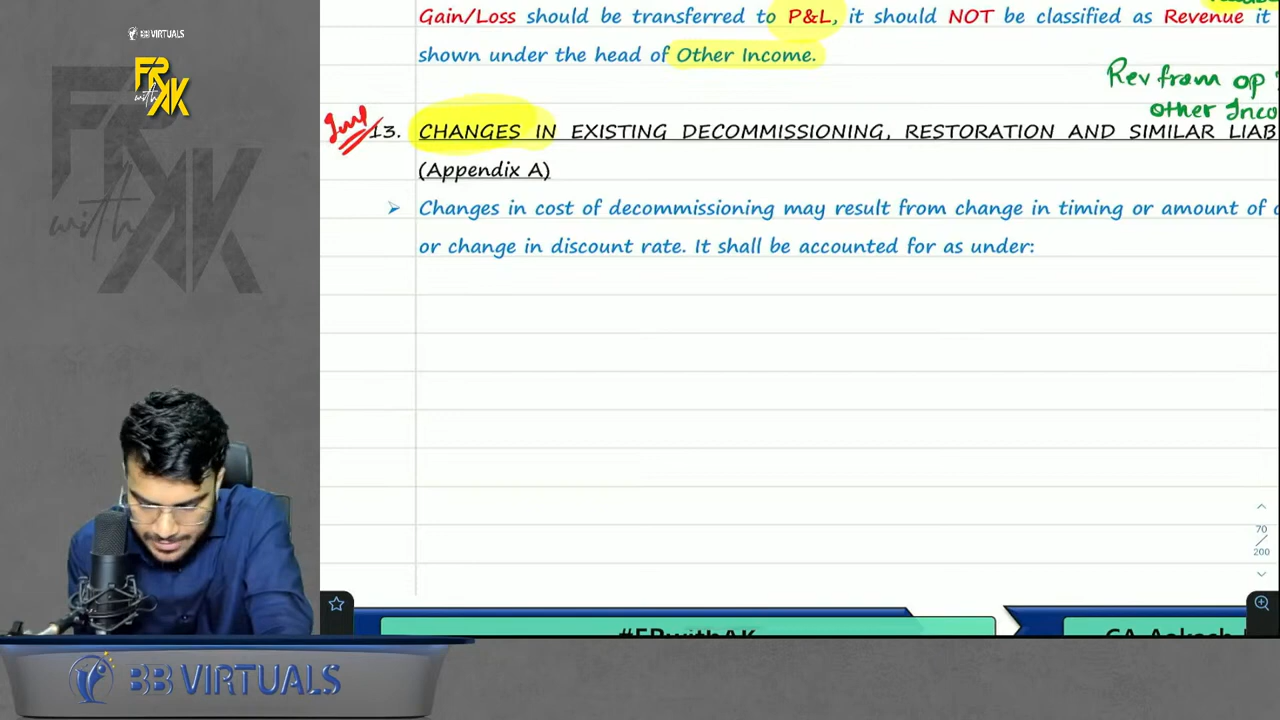 BB VIRTUALS
FR
with
AK
Gain/Loss should be transferred to P&L, it should NOT be classified as Revenue it
shown under the head of Other Income.
Rev from op
other Inco
Imp
13. CHANGES IN EXISTING DECOMMISSIONING, RESTORATION AND SIMILAR LIAB
(Appendix A)
➤ Changes in cost of decommissioning may result from change in timing or amount of
or change in discount rate. It shall be accounted for as under:
70
200
#FRwithAK
BB VIRTUALS